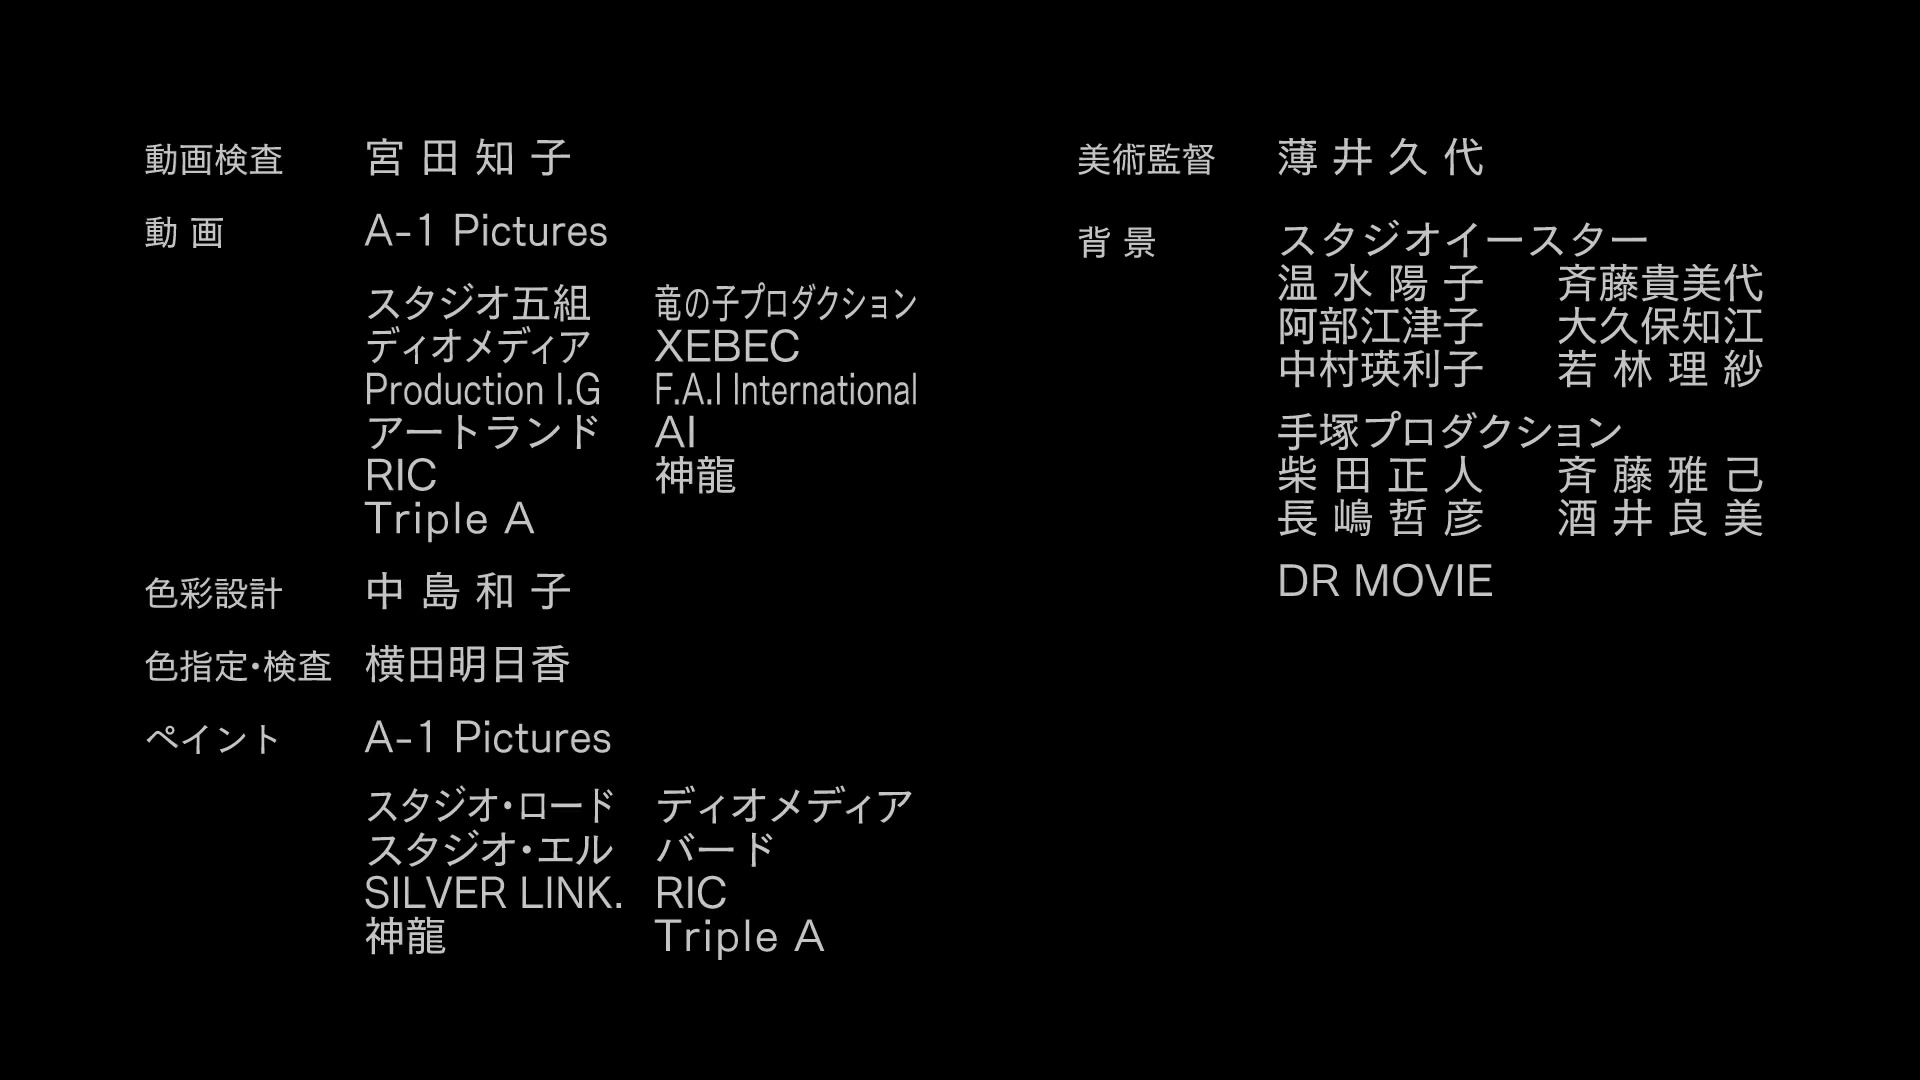 動画検査 宮田知子
動画 A-1 Pictures
スタジオ五組 竜の子プロダクション
ディオメディア XEBEC
Production I.G F.A.I International
アートランド AI
RIC 神龍
Triple A
色彩設計 中島和子
色指定・検査 横田明日香
ペイント A-1 Pictures
スタジオ・ロード ディオメディア
スタジオ・エル バード
SILVER LINK. RIC
神龍 Triple A
美術監督 薄井久代
背景 スタジオイースター
温水陽子 斉藤貴美代
阿部江津子 大久保知江
中村瑛利子 若林理紗
手塚プロダクション
柴田正人 斉藤雅己
長嶋哲彦 酒井良美
DR MOVIE